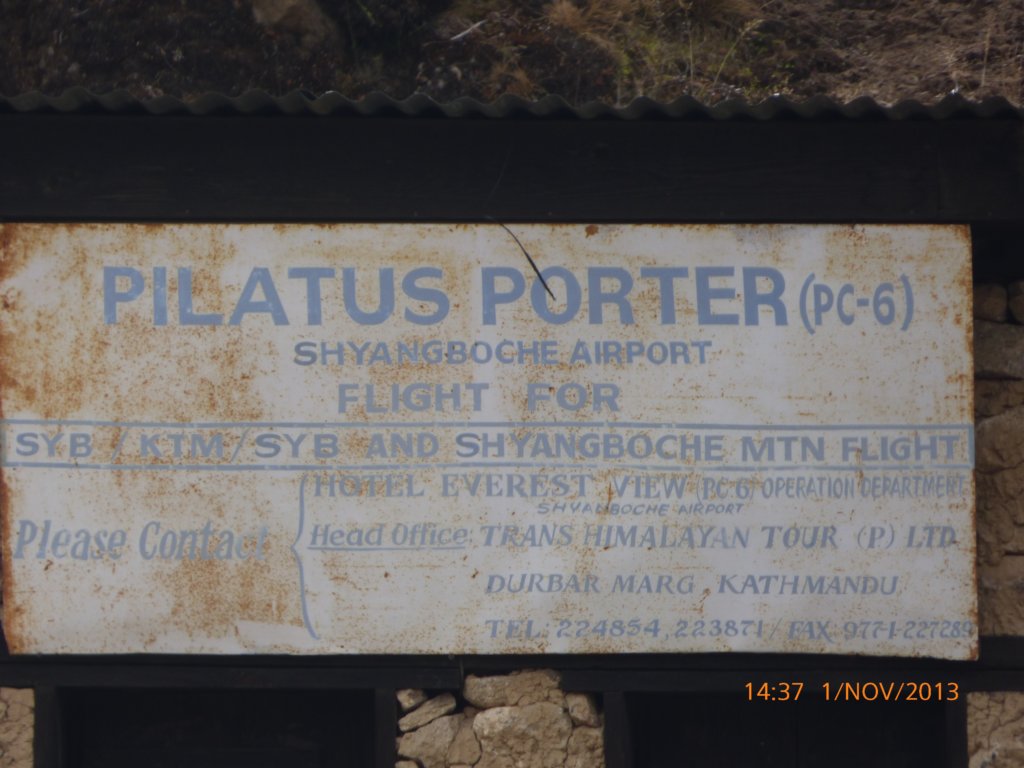 PILATUS PORTER (PC-6)
SHYANGBOCHE AIRPORT
FLIGHT FOR
SYB / KTM / SYB AND SHYANGBOCHE MTN FLIGHT
Please Contact
HOTEL EVEREST VIEW (PC 6) OPERATION DEPARTMENT
SHYANGBOCHE AIRPORT
Head Office: TRANS HIMALAYAN TOUR (P) LTD
DURBAR MARG, KATHMANDU
TEL: 224854, 223871 / FAX 9771-227289
14:37 1/NOV/2013